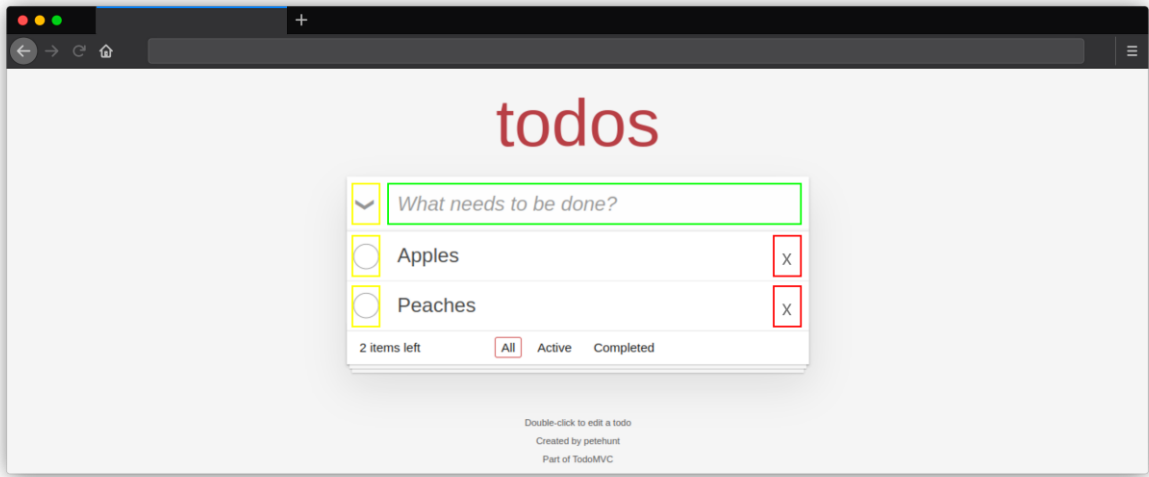 todos
What needs to be done?
Apples X
Peaches X
2 items left All Active Completed
Double-click to edit a todo
Created by petehunt
Part of TodoMVC